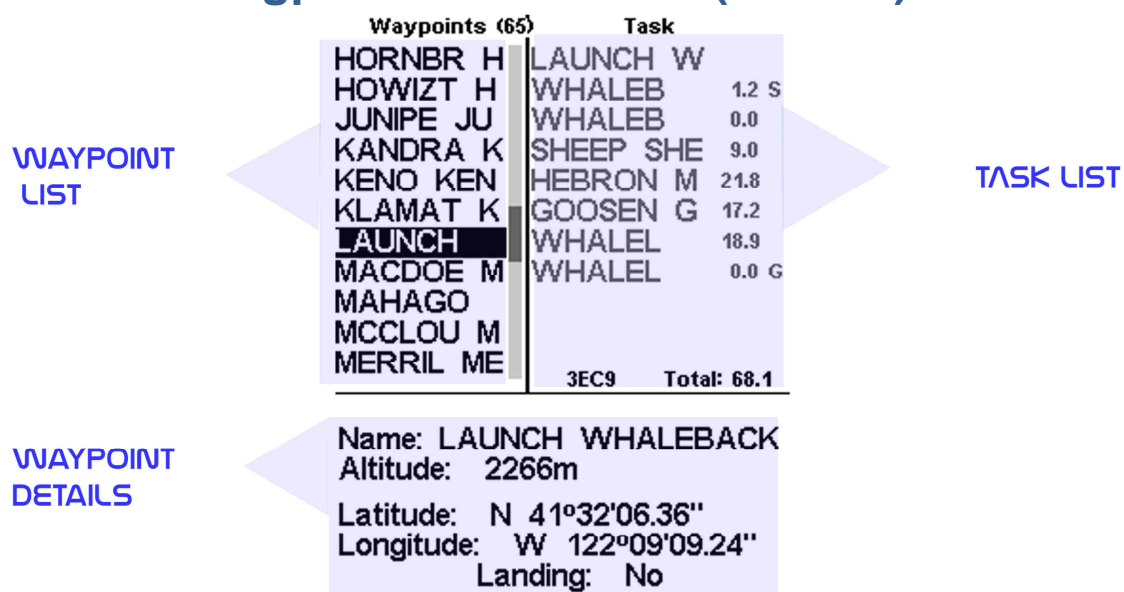 Waypoints (65)
Task
HORNBR H
HOWIZT H
JUNIPE JU
KANDRA K
KENO KEN
KLAMAT K
LAUNCH
MACDOE M
MAHAGO
MCCLOU M
MERRIL ME
LAUNCH W
WHALEB 1.2 S
WHALEB 0.0
SHEEP SHE 9.0
HEBRON M 21.8
GOOSEN G 17.2
WHALEL 18.9
WHALEL 0.0 G
3EC9 Total: 68.1
WAYPOINT
LIST
TASK LIST
WAYPOINT
DETAILS
Name: LAUNCH WHALEBACK
Altitude: 2266m
Latitude: N 41º32'06.36''
Longitude: W 122º09'09.24''
Landing: No